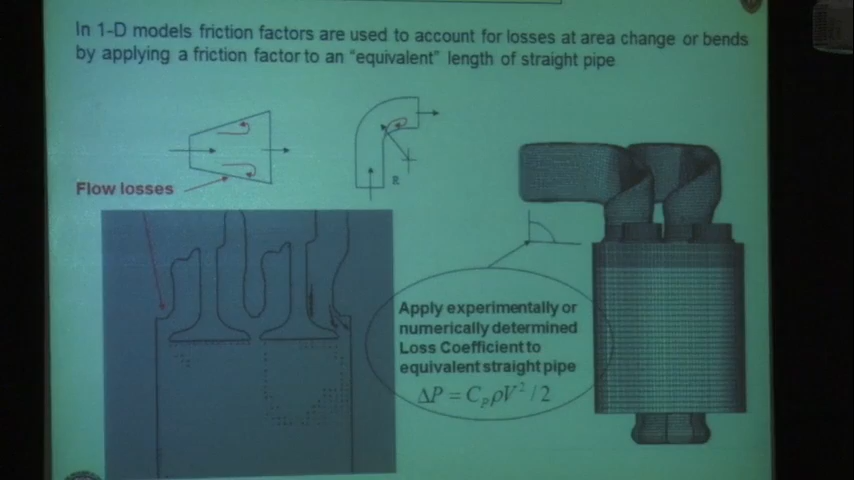 In 1-D models friction factors are used to account for losses at area change or bends
by applying a friction factor to an "equivalent" length of straight pipe
R
Flow losses
Apply experimentally or
numerically determined
Loss Coefficient to
equivalent straight pipe
ΔP = C_P ρV² / 2